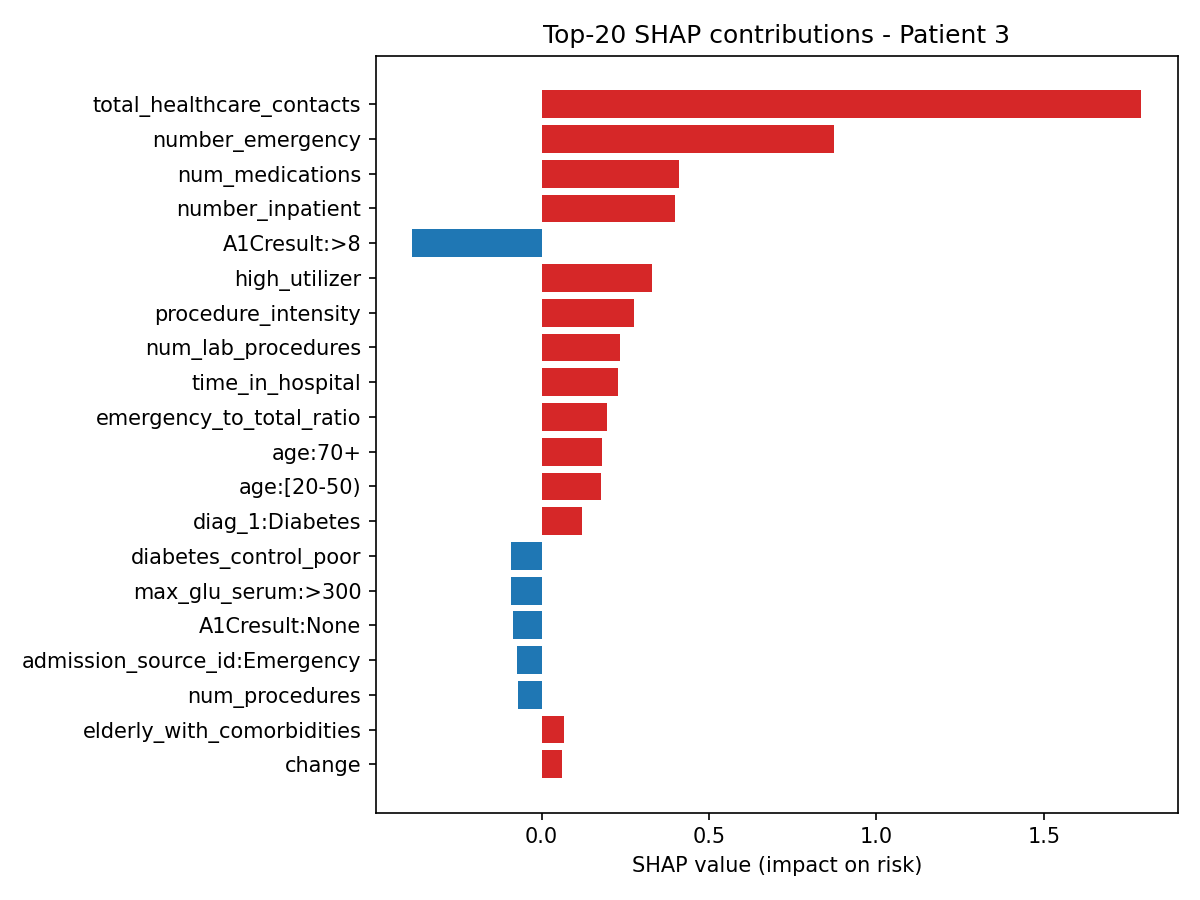 Top-20 SHAP contributions - Patient 3
total_healthcare_contacts
number_emergency
num_medications
number_inpatient
A1Cresult:>8
high_utilizer
procedure_intensity
num_lab_procedures
time_in_hospital
emergency_to_total_ratio
age:70+
age:[20-50)
diag_1:Diabetes
diabetes_control_poor
max_glu_serum:>300
A1Cresult:None
admission_source_id:Emergency
num_procedures
elderly_with_comorbidities
change
0.0 0.5 1.0 1.5
SHAP value (impact on risk)